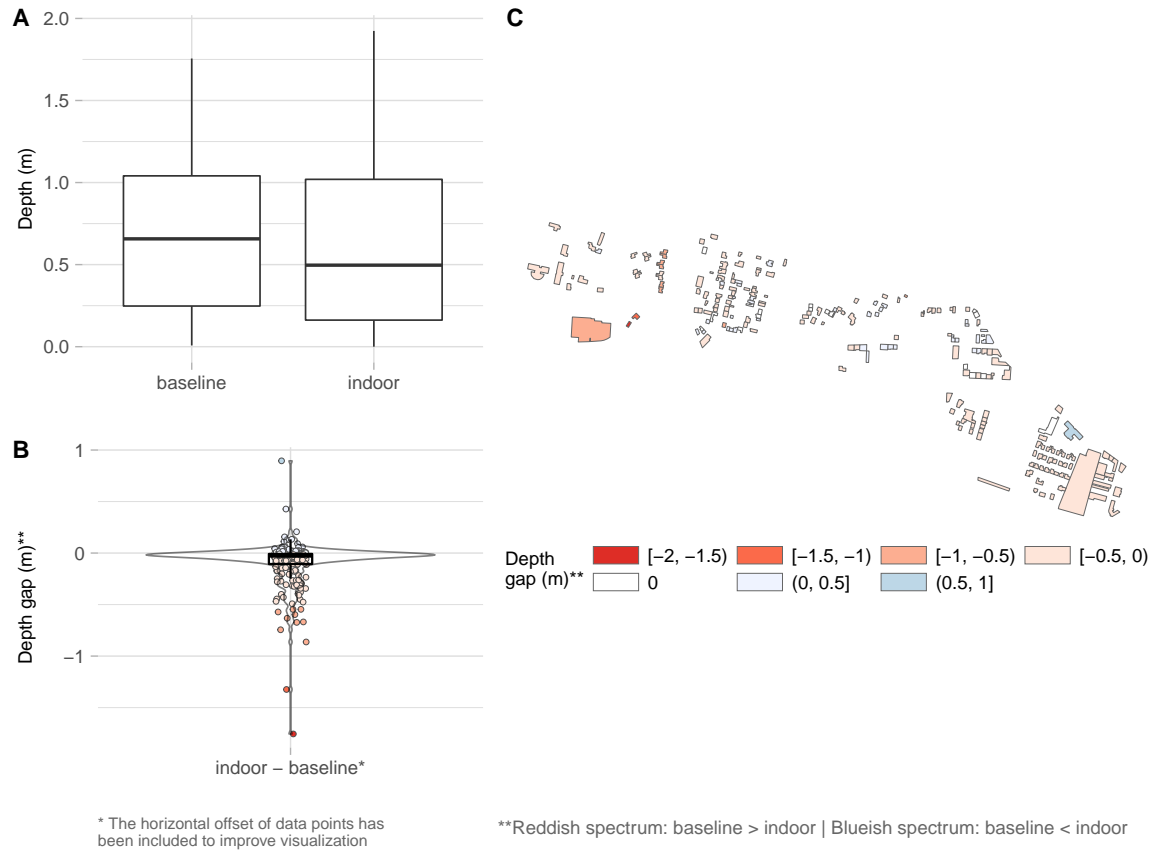 A
2.0
1.5
1.0
0.5
0.0
Depth (m)
baseline
indoor
B
1
0
−1
Depth gap (m)**
indoor − baseline*
* The horizontal offset of data points has
been included to improve visualization
C
Depth
gap (m)**
[−2, −1.5)
[−1.5, −1)
[−1, −0.5)
[−0.5, 0)
0
(0, 0.5]
(0.5, 1]
**Reddish spectrum: baseline > indoor | Blueish spectrum: baseline < indoor